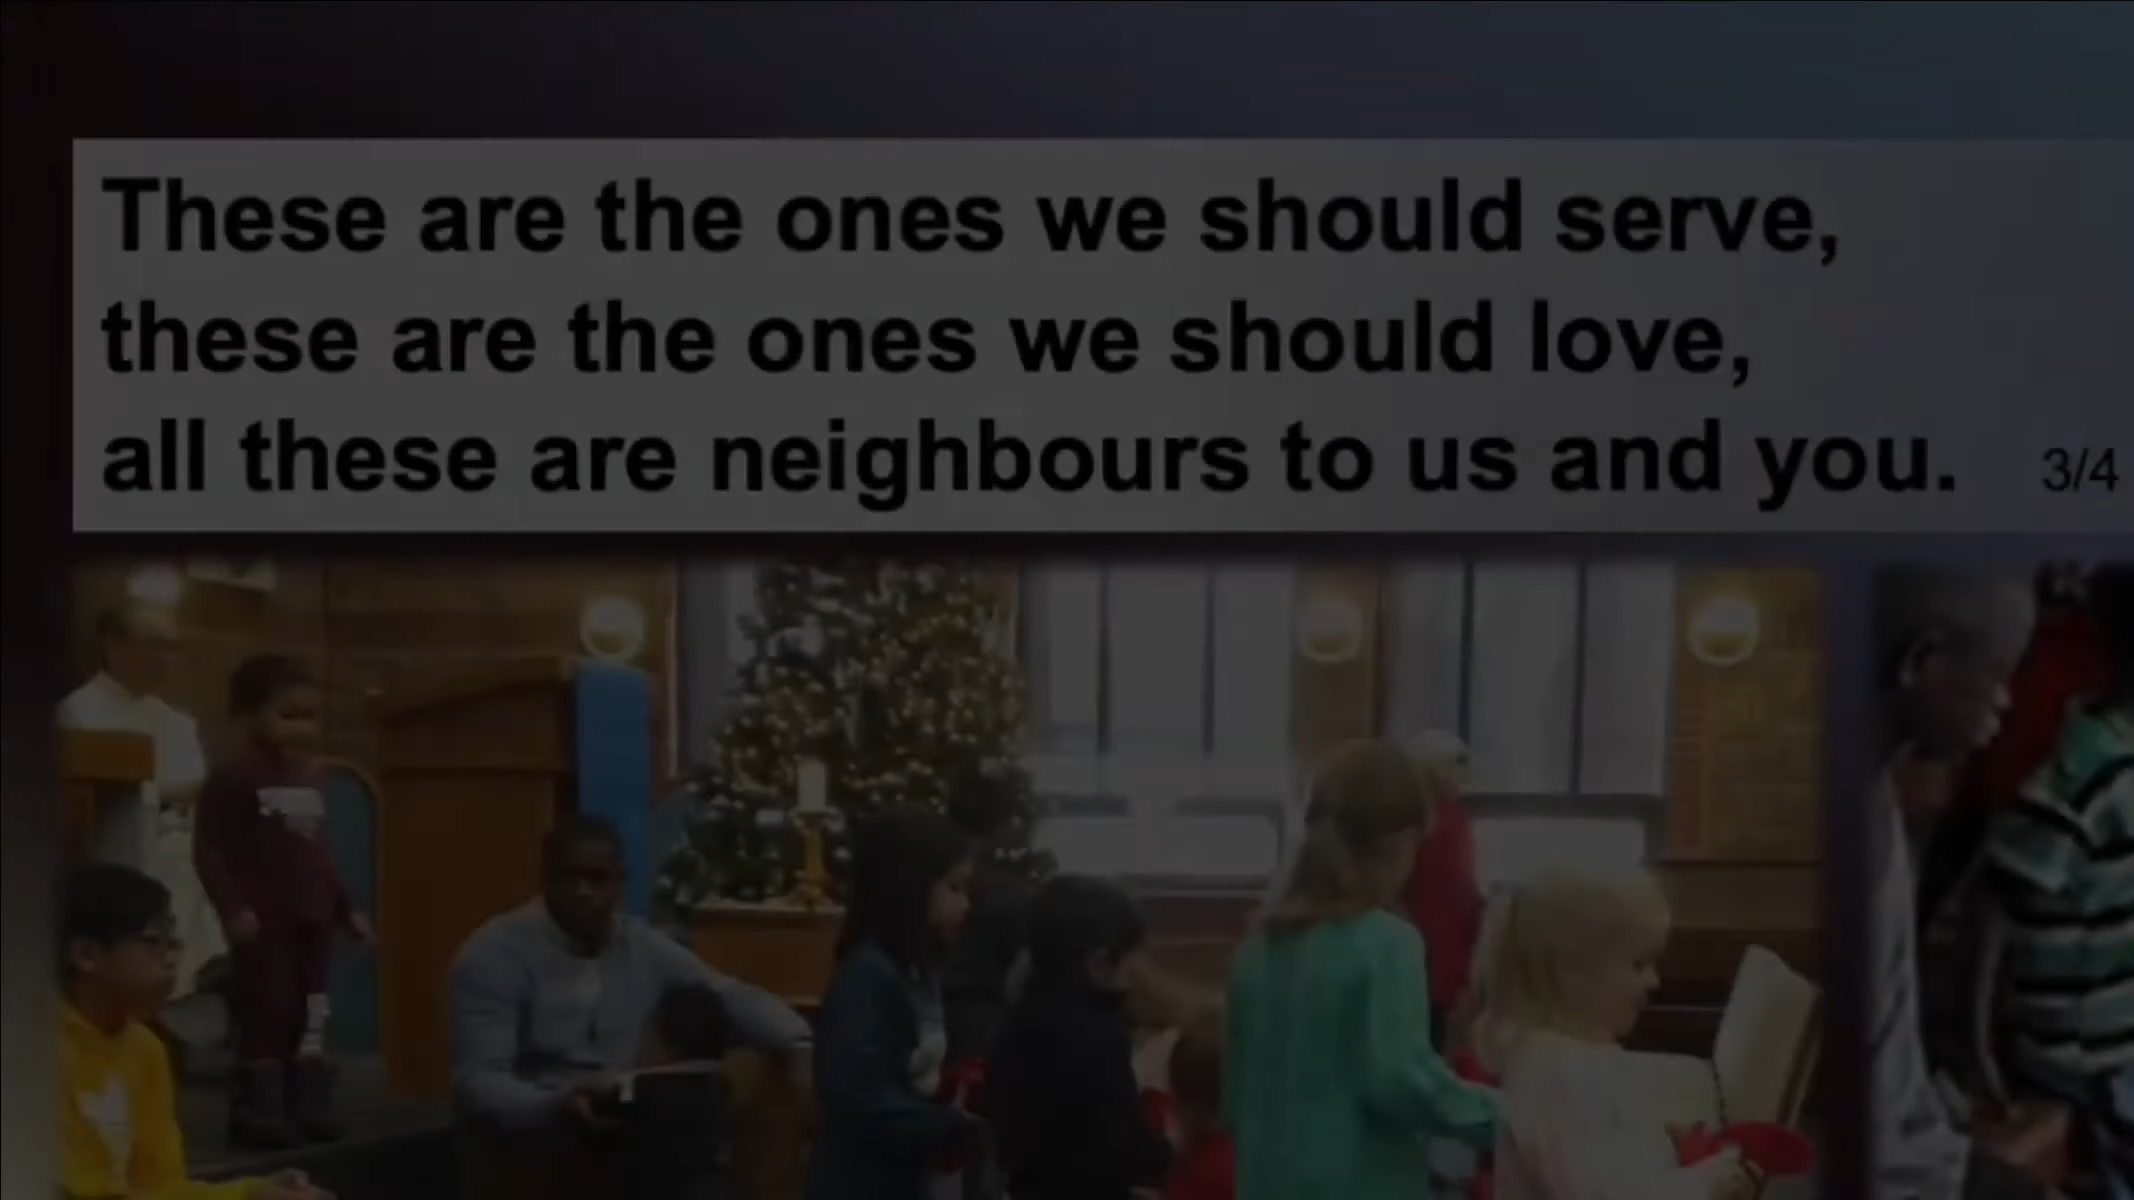 These are the ones we should serve,
these are the ones we should love,
all these are neighbours to us and you. 3/4